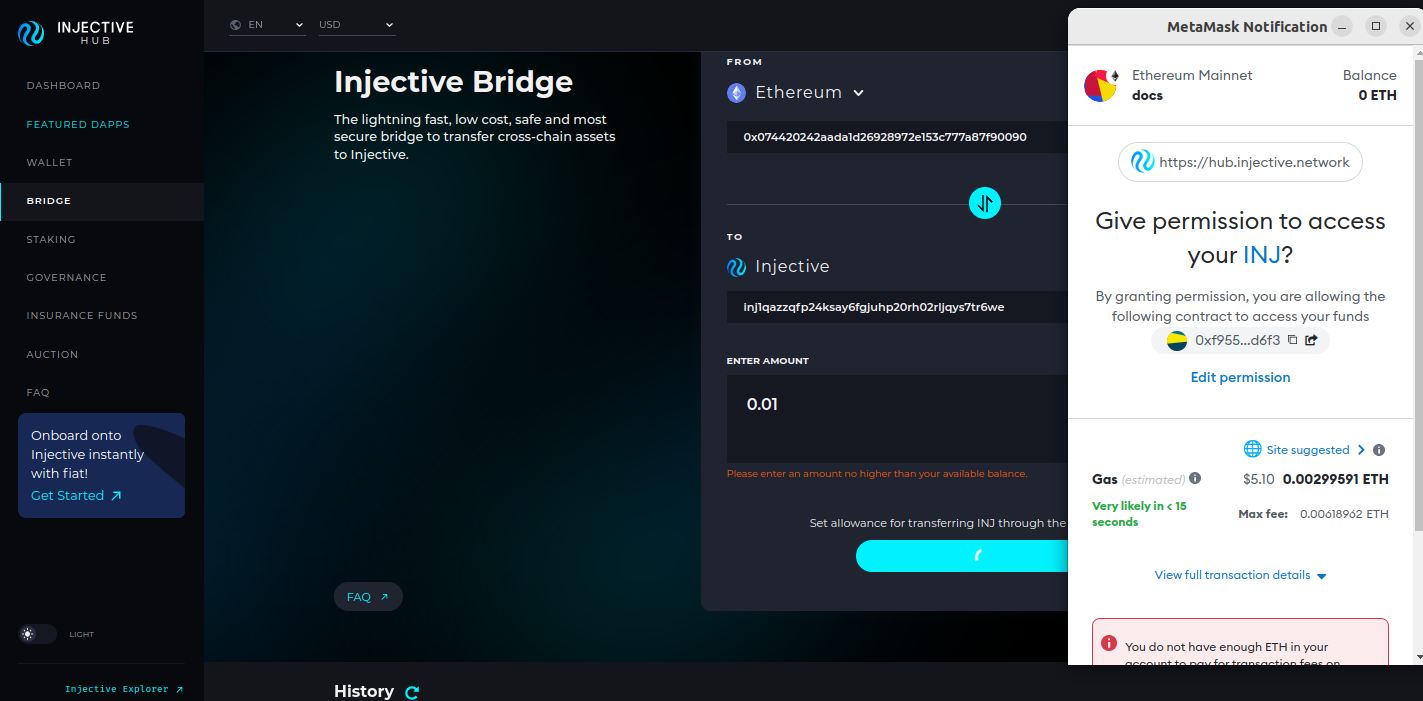 INJECTIVE
HUB
DASHBOARD
FEATURED DAPPS
WALLET
BRIDGE
STAKING
GOVERNANCE
INSURANCE FUNDS
AUCTION
FAQ
Onboard onto
Injective instantly
with fiat!
Get Started
LIGHT
Injective Explorer
EN
USD
Injective Bridge
The lightning fast, low cost, safe and most
secure bridge to transfer cross-chain assets
to Injective.
FAQ
History
FROM
Ethereum
0x074420242aada1d26928972e153c777a87f90090
TO
Injective
inj1qazzqfp24ksay6fgjuhp20rh02rljqys7tr6we
ENTER AMOUNT
0.01
Please enter an amount no higher than your available balance.
Set allowance for transferring INJ through the
MetaMask Notification
Ethereum Mainnet
docs
Balance
0 ETH
https://hub.injective.network
Give permission to access
your INJ?
By granting permission, you are allowing the
following contract to access your funds
0xf955...d6f3
Edit permission
Site suggested
Gas (estimated) $5.10 0.00299591 ETH
Very likely in < 15
seconds
Max fee: 0.00618962 ETH
View full transaction details
You do not have enough ETH in your
account to pay for transaction fees on